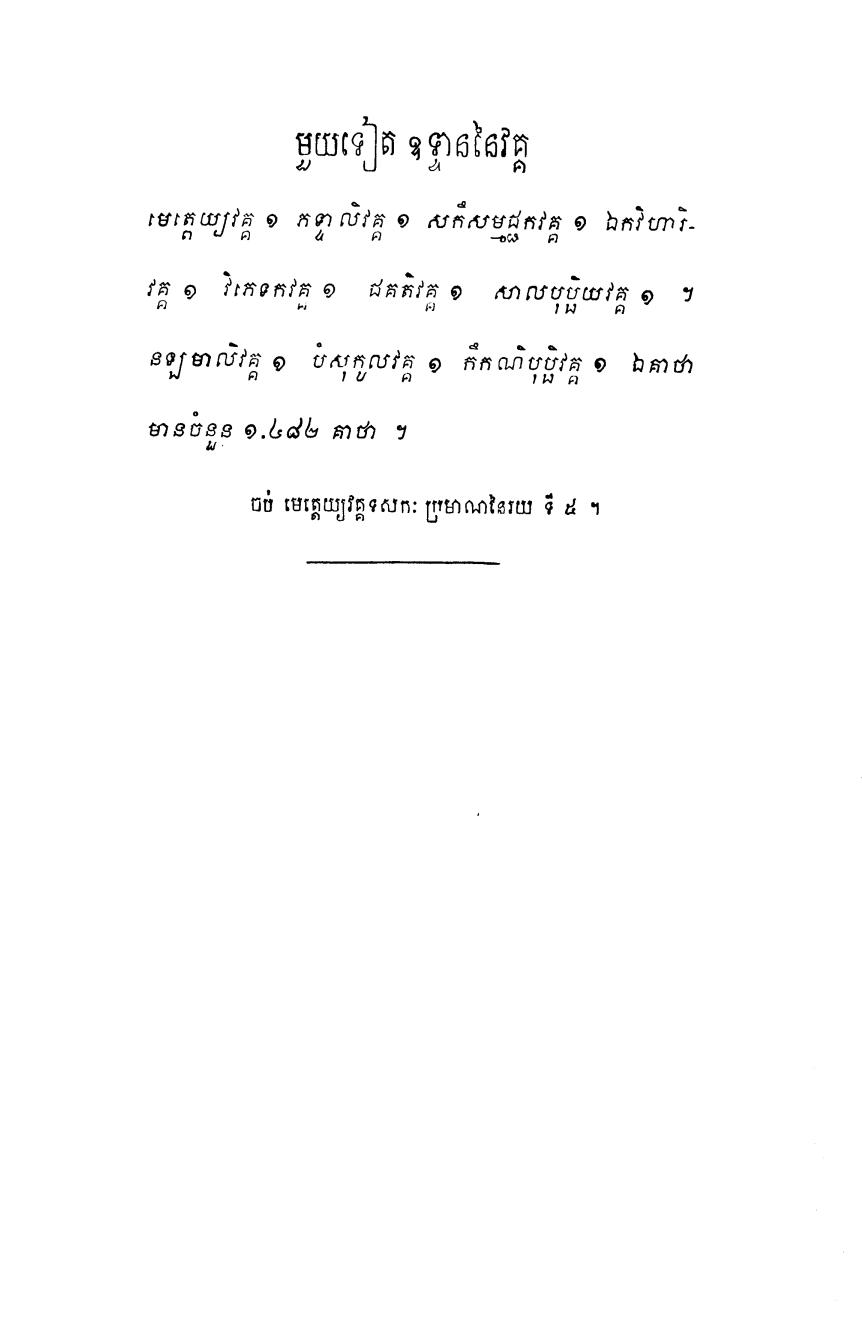 មួយទៀត ឧទ្ទាននៃវគ្គ
មេត្តេយ្យវគ្គ ១ ភទ្ទាលិវគ្គ ១ សកឹសម្មជ្ជកវគ្គ ១ ឯកវិហារិ-
វគ្គ ១ វិភេទកវគ្គ ១ ជគតិវគ្គ ១ សាលបុប្ផិយវគ្គ ១ ។
នឡមាលិវគ្គ ១ បំសុកូលវគ្គ ១ កឹកណិបុប្ផិវគ្គ ១ ឯគាថា
មានចំនួន ១.៤៨២ គាថា ។
ចប់ មេត្តេយ្យវគ្គទសកៈ ប្រមាណនៃរយ ទី ៥ ។